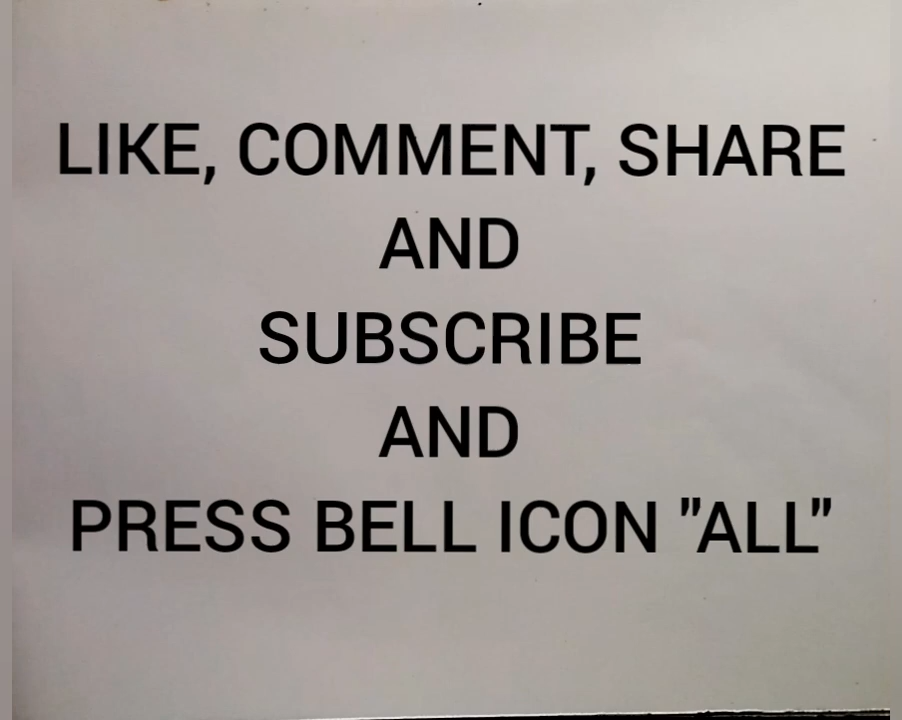 LIKE, COMMENT, SHARE
AND
SUBSCRIBE
AND
PRESS BELL ICON "ALL"